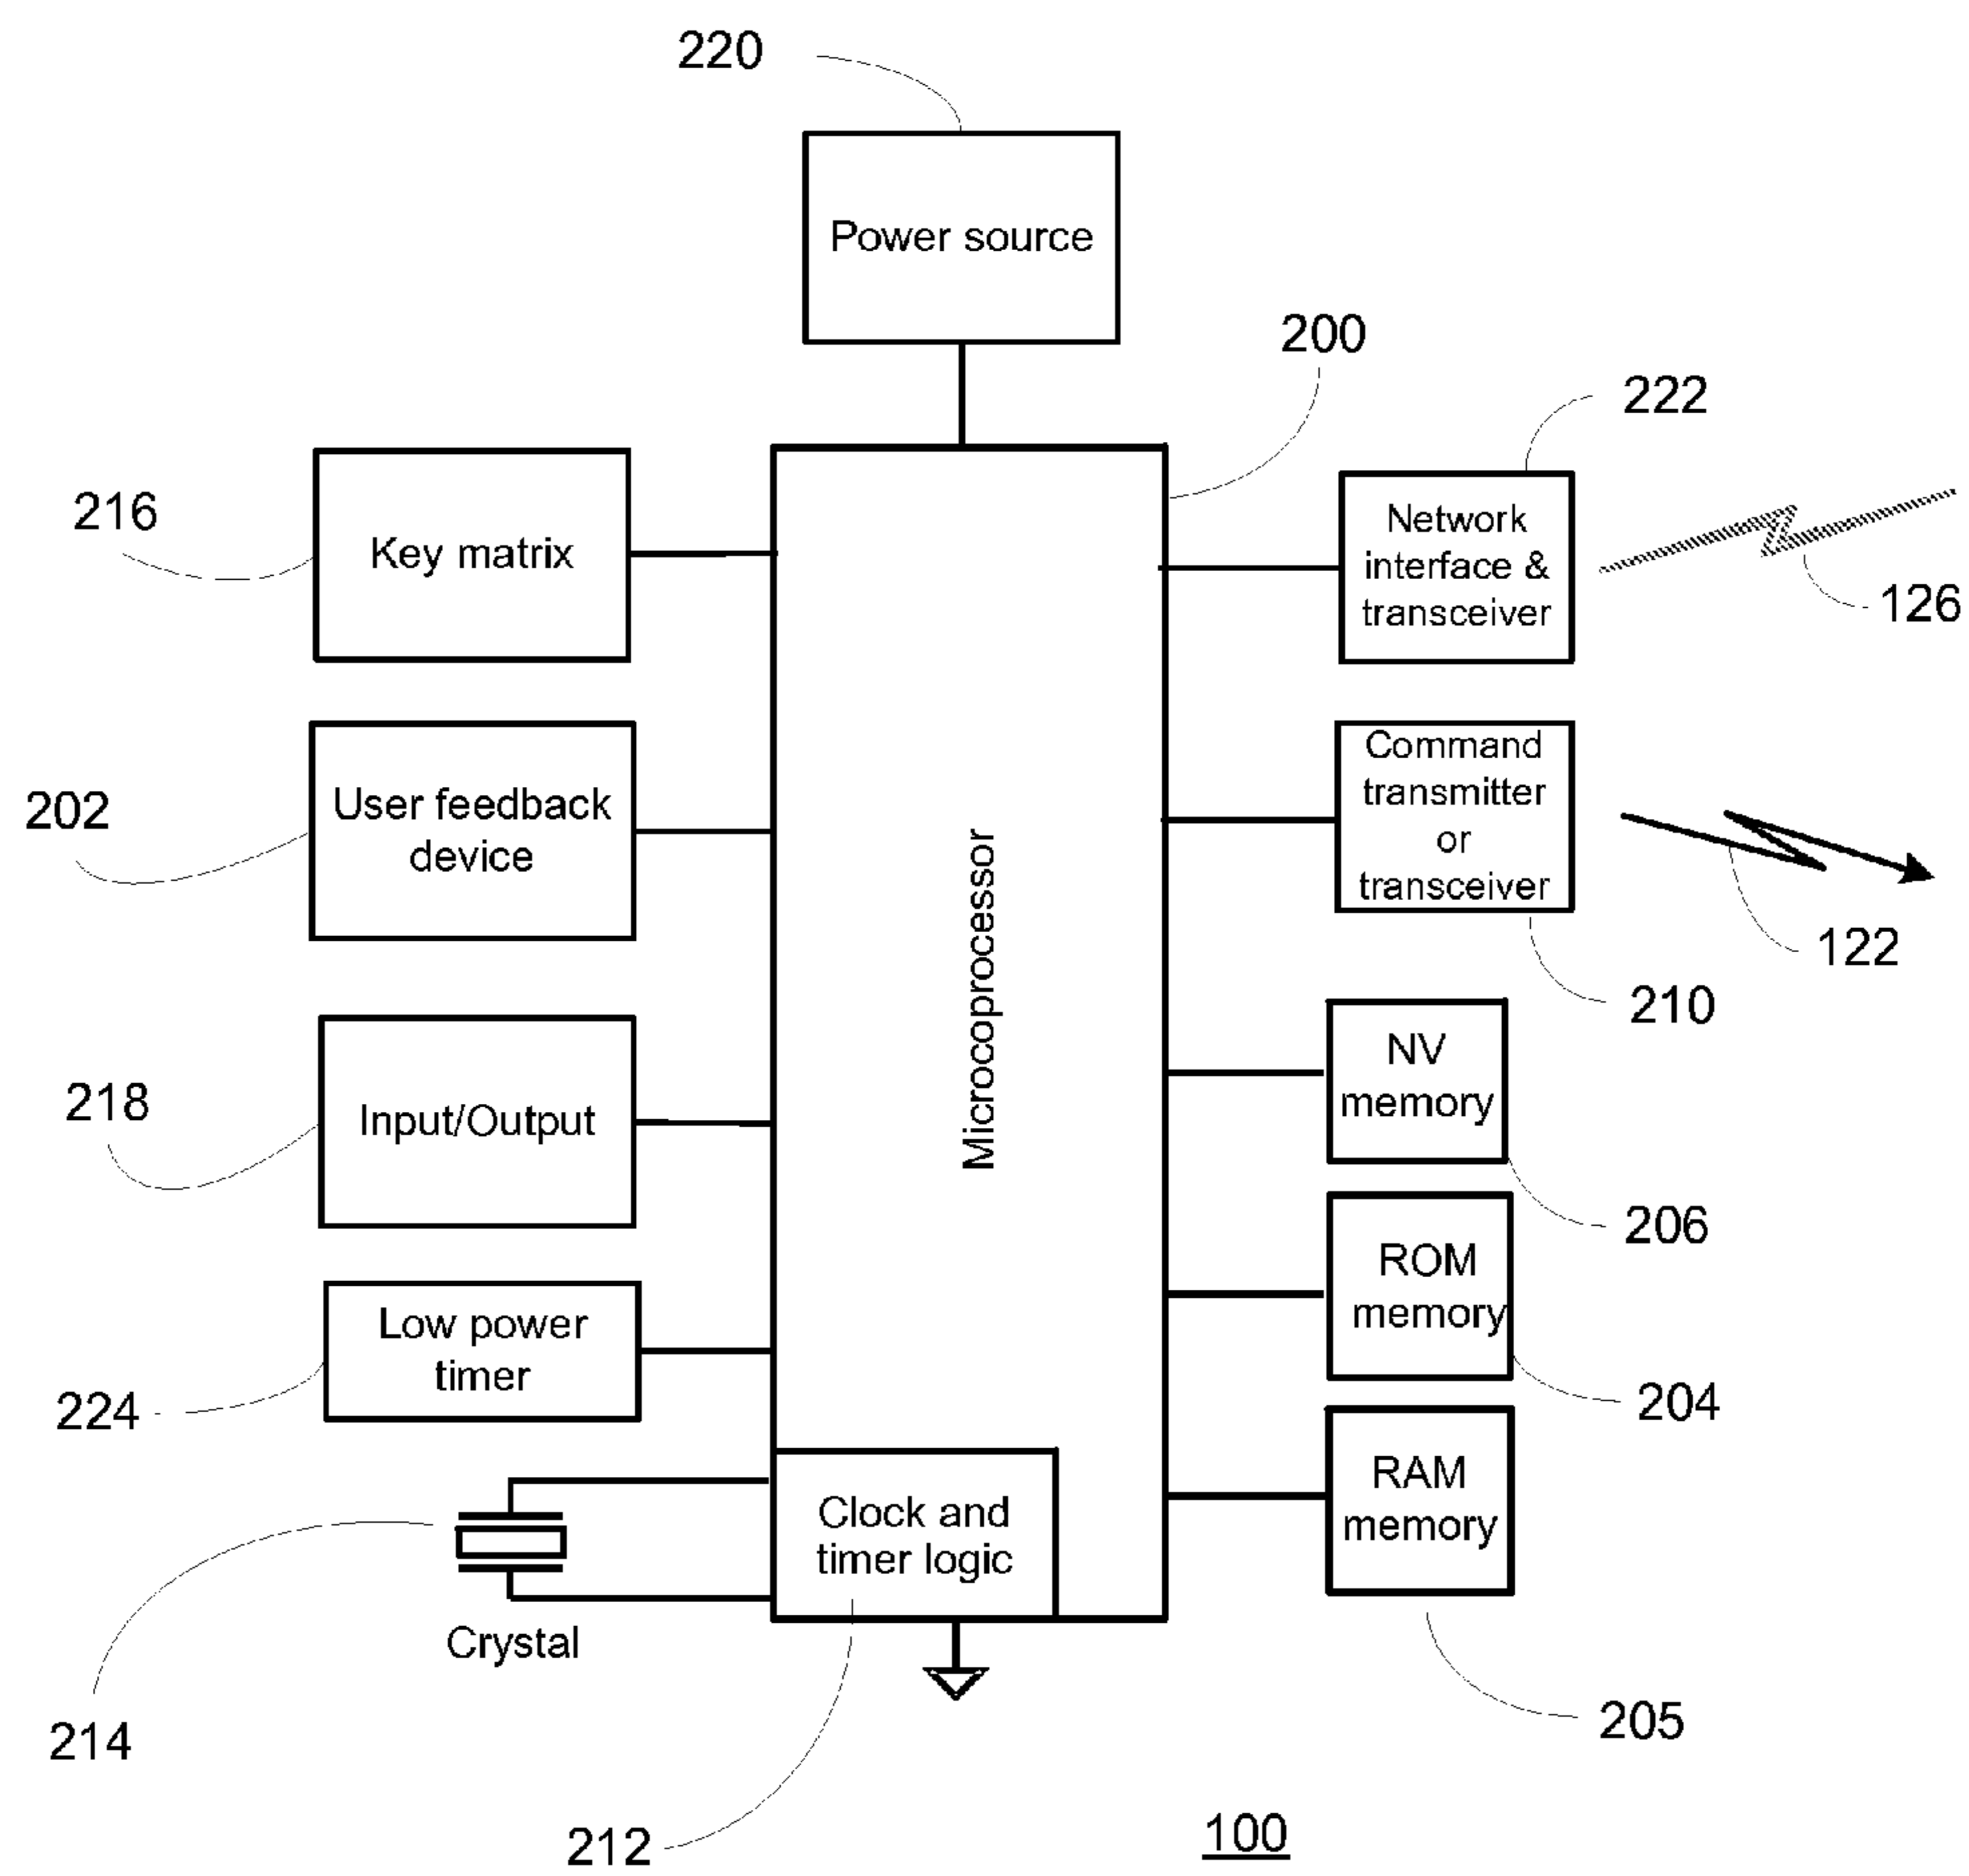 220
Power source
200
222
216
Key matrix
Network
interface &
transceiver
126
202
User feedback
device
Command
transmitter
or
transceiver
122
210
Microcoprocessor
218
Input/Output
NV
memory
206
ROM
memory
204
224
Low power
timer
RAM
memory
205
Clock and
timer logic
Crystal
214
212
100